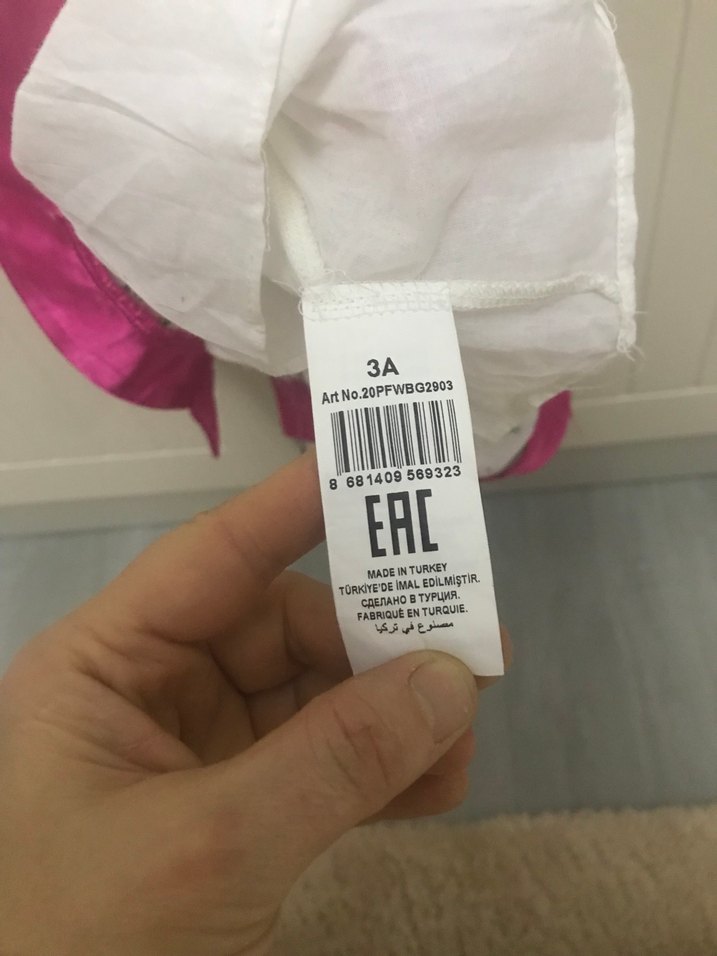 3A
Art No.20PFWBG2903
8 681409 569323
EAC
MADE IN TURKEY
TÜRKİYE'DE İMAL EDİLMİŞTİR.
СДЕЛАНО В ТУРЦИЯ.
FABRIQUÈ EN TURQUIE.
مصنوع في تركيا